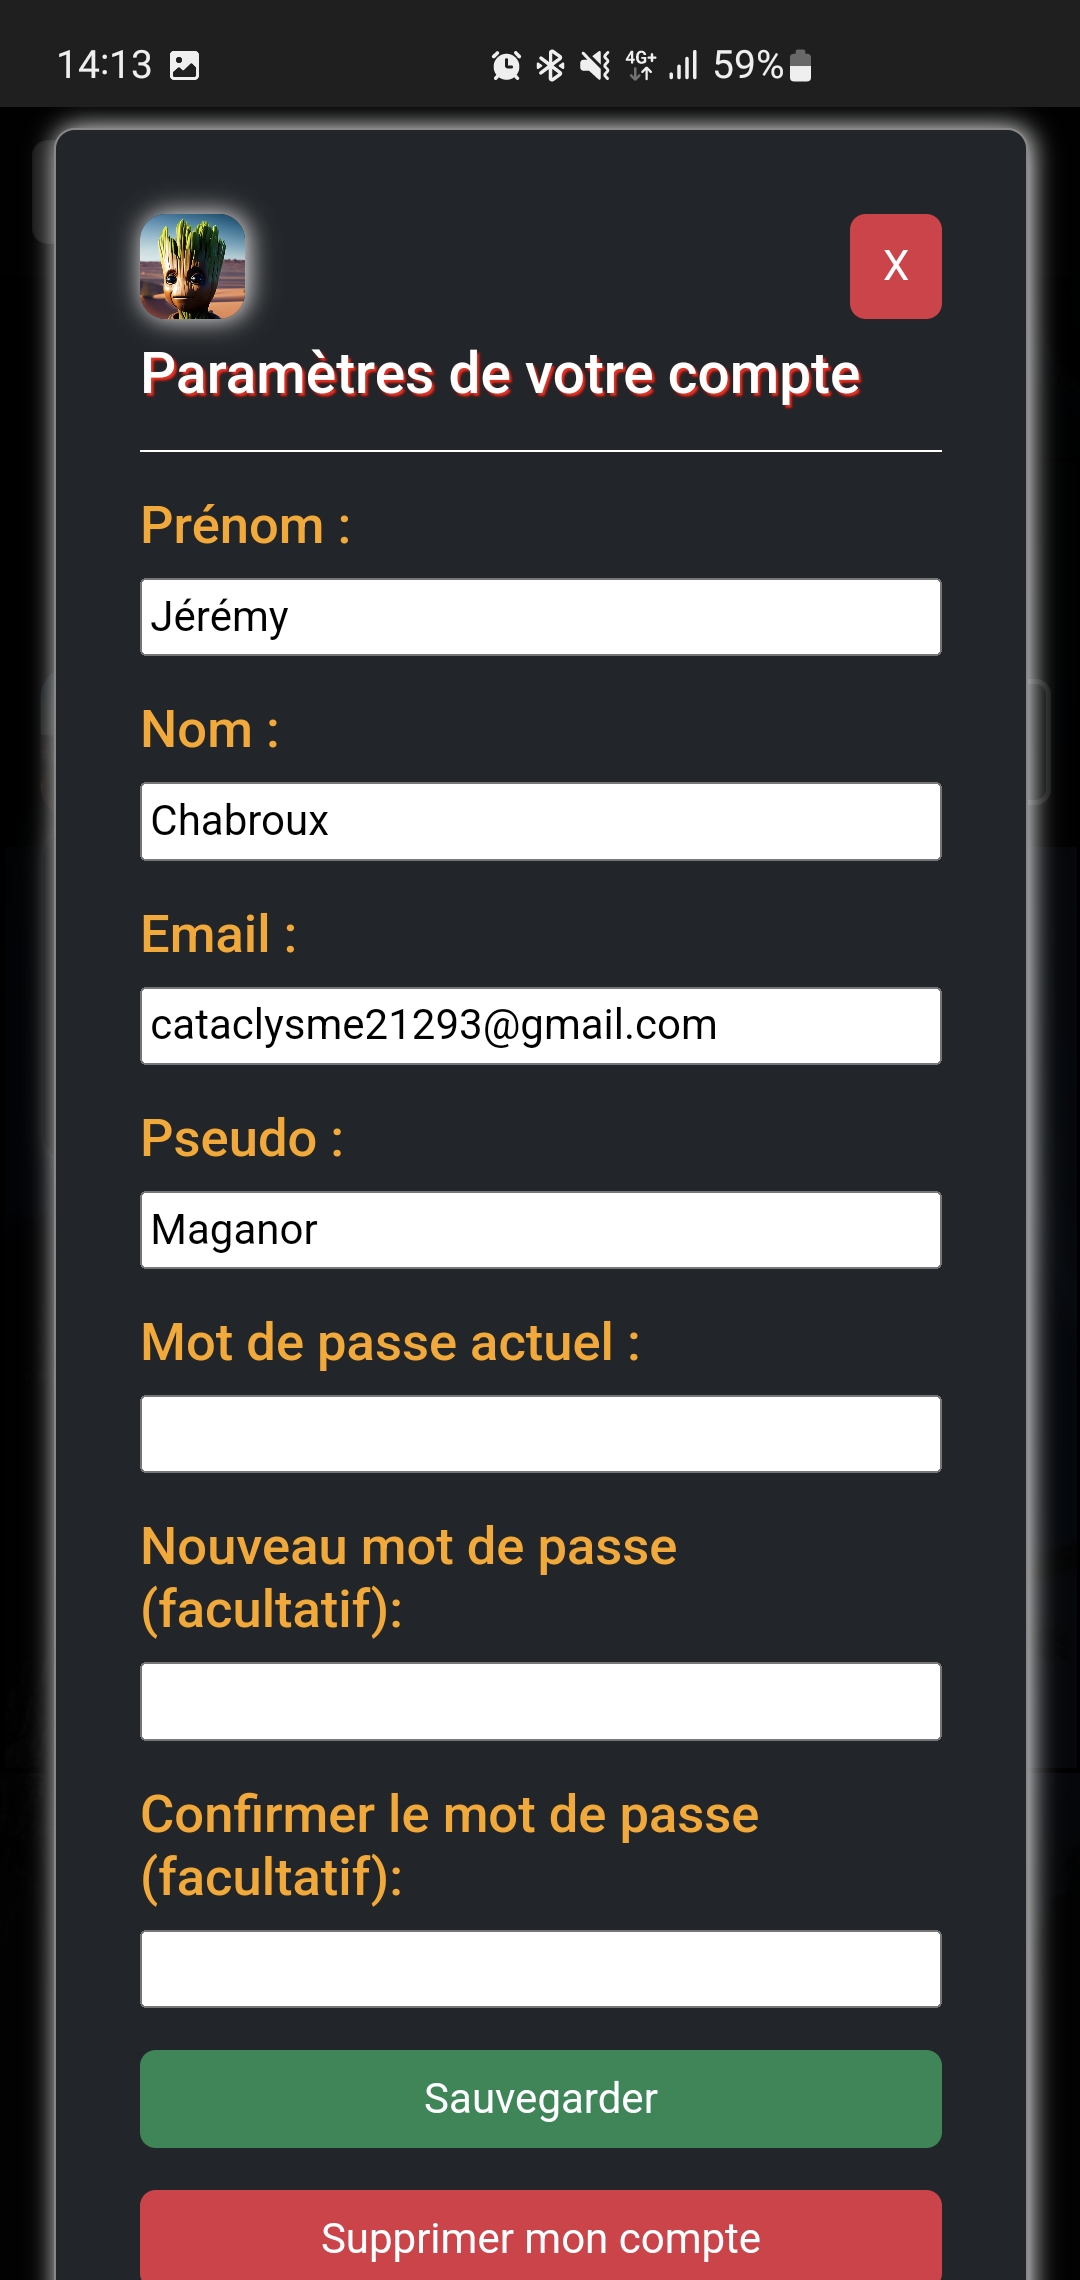 14:13 4G+ 59%
X
Paramètres de votre compte
Prénom :
Jérémy
Nom :
Chabroux
Email :
cataclysme21293@gmail.com
Pseudo :
Maganor
Mot de passe actuel :
Nouveau mot de passe
(facultatif):
Confirmer le mot de passe
(facultatif):
Sauvegarder
Supprimer mon compte